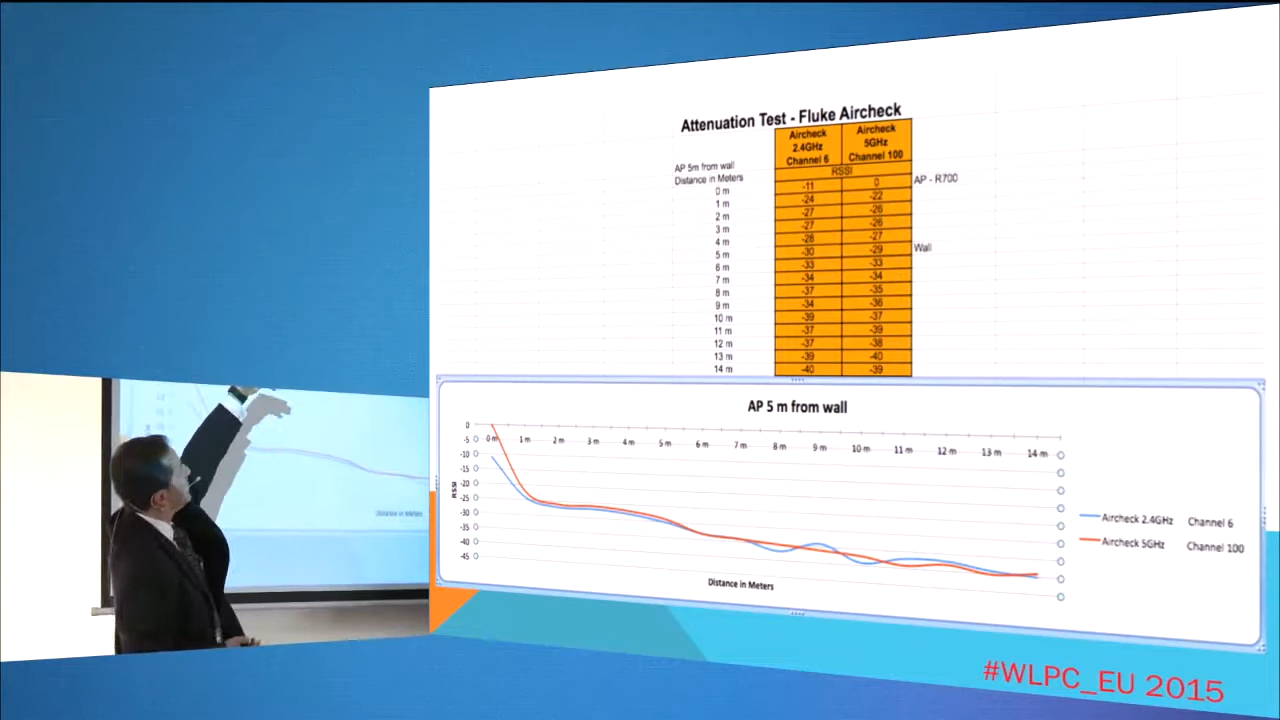 Attenuation Test - Fluke Aircheck
Aircheck 2.4GHz Channel 6
Aircheck 5GHz Channel 100
AP 5m from wall
Distance in Meters
RSSI
0 m -11 0 AP - R700
1 m -24 -22
2 m -27 -26
3 m -27 -26
4 m -28 -27
5 m -30 -29 Wall
6 m -33 -33
7 m -34 -34
8 m -37 -35
9 m -34 -36
10 m -39 -37
11 m -37 -39
12 m -37 -38
13 m -39 -40
14 m -40 -39
AP 5 m from wall
0
-5
-10
-15
-20
-25
-30
-35
-40
-45
RSSI
0 m 1 m 2 m 3 m 4 m 5 m 6 m 7 m 8 m 9 m 10 m 11 m 12 m 13 m 14 m
Aircheck 2.4GHz Channel 6
Aircheck 5GHz Channel 100
Distance in Meters
Distance in Meters
#WLPC_EU 2015